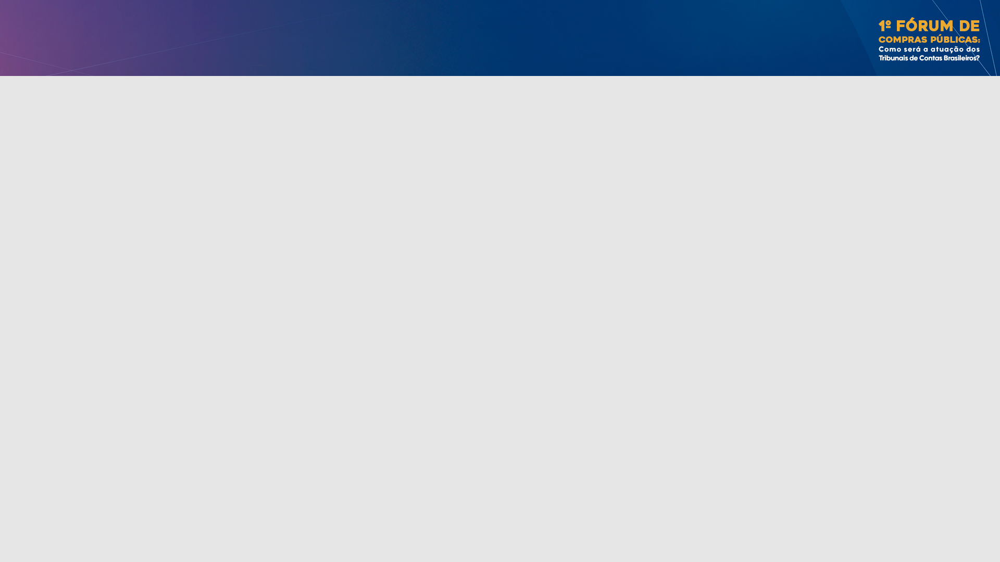 1º FÓRUM DE
COMPRAS PÚBLICAS:
Como será a atuação dos
Tribunais de Contas Brasileiros?